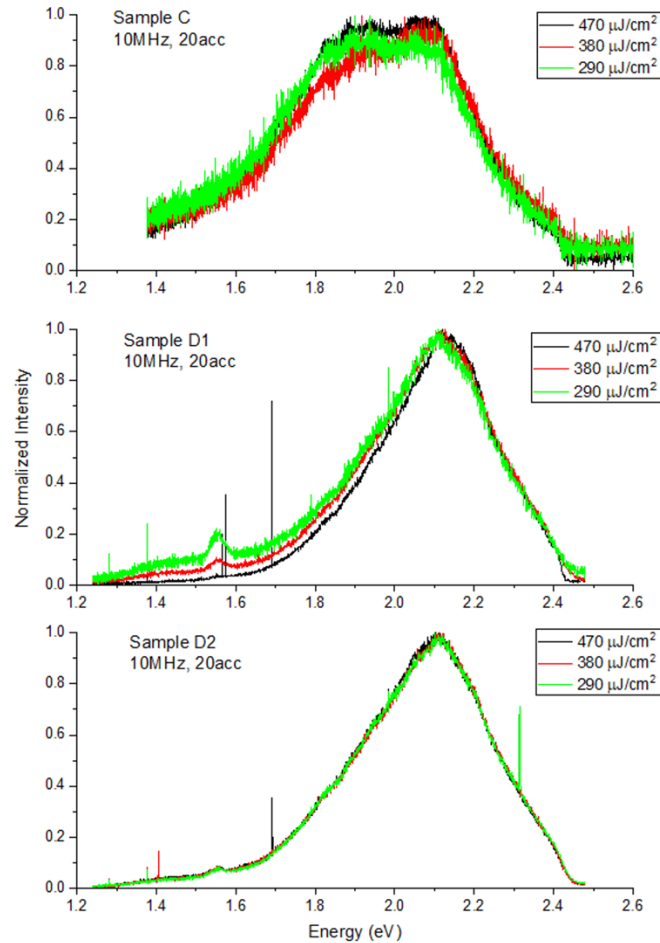 Sample C
10MHz, 20acc
470 μJ/cm²
380 μJ/cm²
290 μJ/cm²
1.0
0.8
0.6
0.4
0.2
0.0
1.2 1.4 1.6 1.8 2.0 2.2 2.4 2.6
Sample D1
10MHz, 20acc
470 μJ/cm²
380 μJ/cm²
290 μJ/cm²
Normalized Intensity
1.0
0.8
0.6
0.4
0.2
0.0
1.2 1.4 1.6 1.8 2.0 2.2 2.4 2.6
Sample D2
10MHz, 20acc
470 μJ/cm²
380 μJ/cm²
290 μJ/cm²
1.0
0.8
0.6
0.4
0.2
0.0
1.2 1.4 1.6 1.8 2.0 2.2 2.4 2.6
Energy (eV)